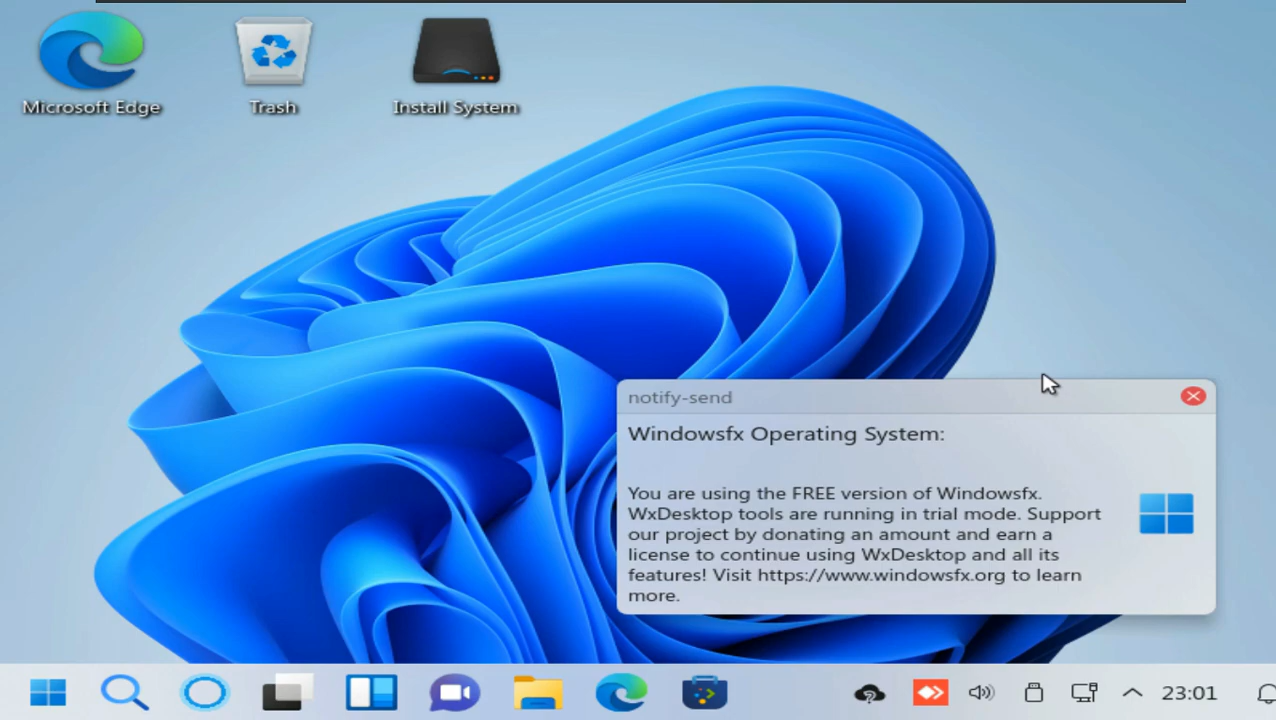 Microsoft Edge
Trash
Install System
notify-send
Windowsfx Operating System:
You are using the FREE version of Windowsfx.
WxDesktop tools are running in trial mode. Support
our project by donating an amount and earn a
license to continue using WxDesktop and all its
features! Visit https://www.windowsfx.org to learn
more.
23:01